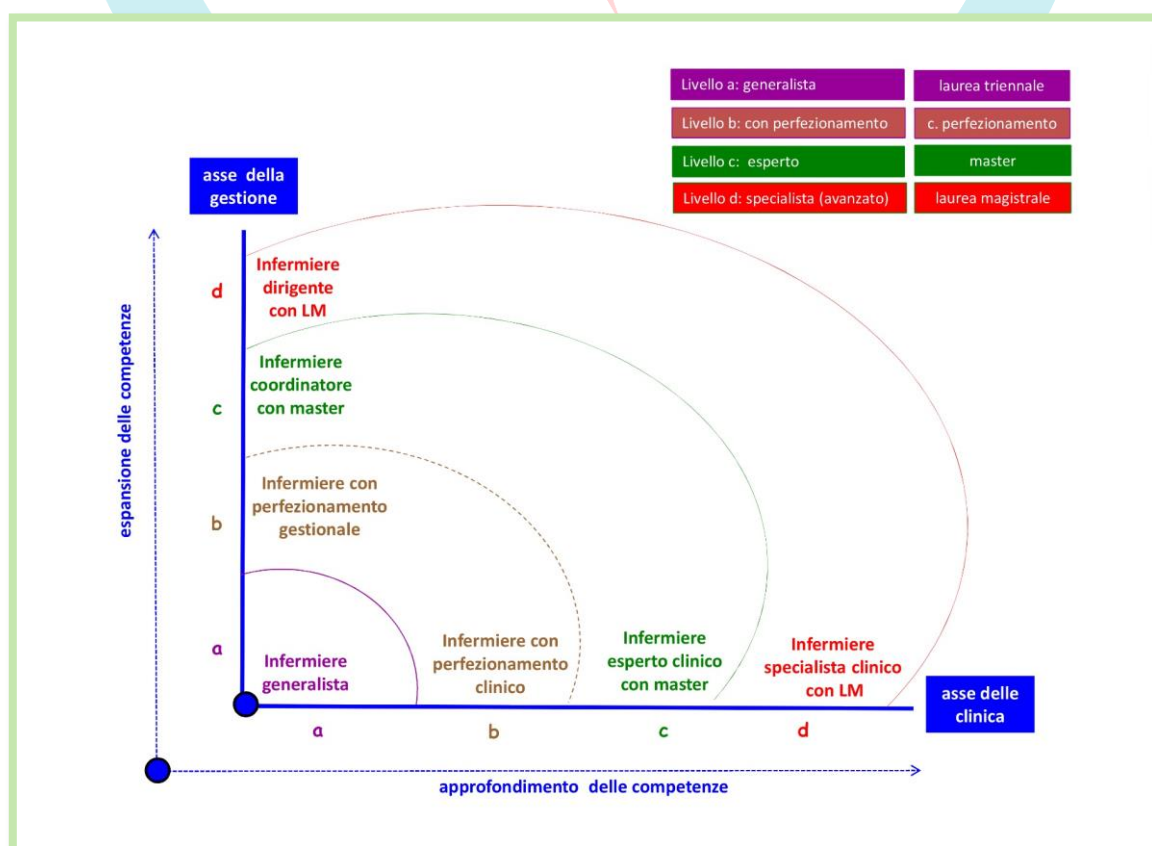 Livello a: generalista
laurea triennale
Livello b: con perfezionamento
c. perfezionamento
Livello c: esperto
master
Livello d: specialista (avanzato)
laurea magistrale
asse della
gestione
espansione delle competenze
d
Infermiere
dirigente
con LM
c
Infermiere
coordinatore
con master
b
Infermiere con
perfezionamento
gestionale
a
Infermiere
generalista
Infermiere con
perfezionamento
clinico
Infermiere
esperto clinico
con master
Infermiere
specialista clinico
con LM
asse delle
clinica
a
b
c
d
approfondimento delle competenze